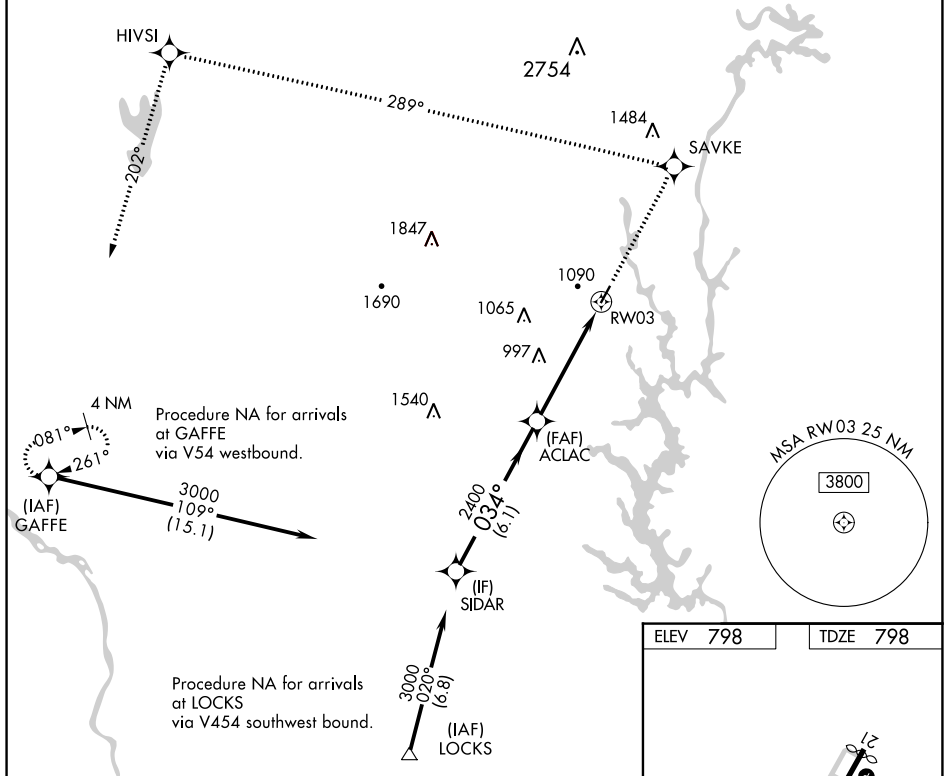 HIVSI
2754
289°
1484
SAVKE
202°
1847
1690
1090
1065
RW03
997
1540
4 NM
081°
261°
(IAF)
GAFFE
Procedure NA for arrivals
at GAFFE
via V54 westbound.
3000
109°
(15.1)
(FAF)
ACLAC
2400
034°
(6.1)
(IF)
SIDAR
MSA RW03 25 NM
3800
3000
020°
(6.8)
(IAF)
LOCKS
Procedure NA for arrivals
at LOCKS
via V454 southwest bound.
ELEV 798
TDZE 798
21